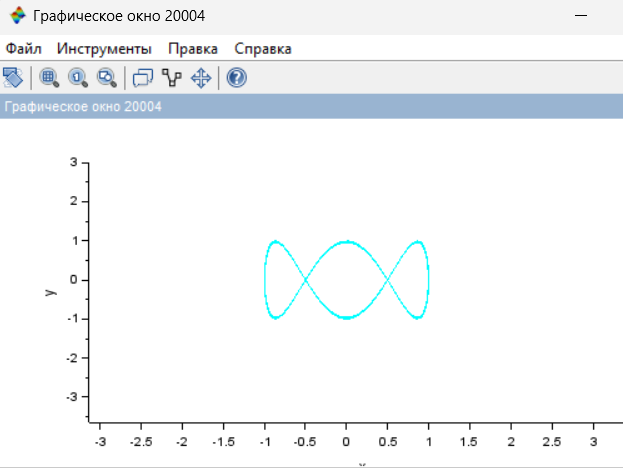 Графическое окно 20004
Файл Инструменты Правка Справка
Графическое окно 20004
3
2
1
0
-1
-2
-3
y
-3 -2.5 -2 -1.5 -1 -0.5 0 0.5 1 1.5 2 2.5 3